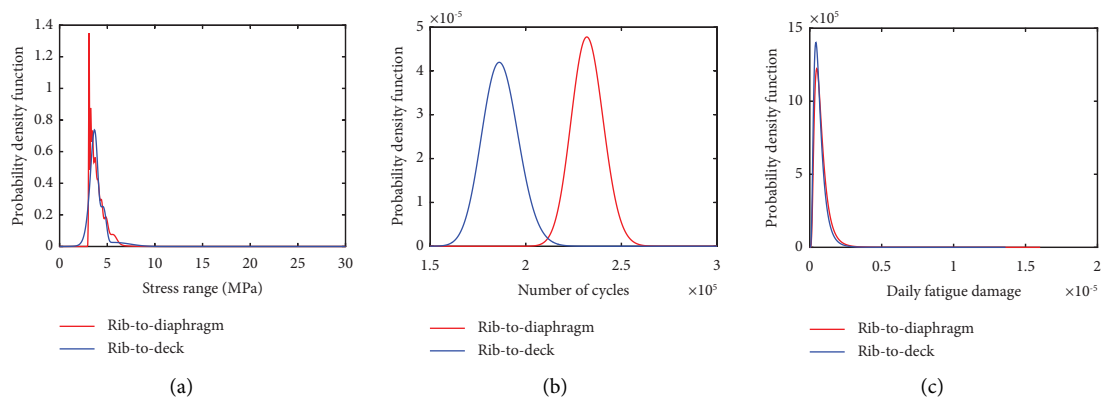 1.4
1.2
1
0.8
0.6
0.4
0.2
0
Probability density function
0 5 10 15 20 25 30
Stress range (MPa)
Rib-to-diaphragm
Rib-to-deck
(a)
×10-5
5
4
3
2
1
0
Probability density function
1.5 2 2.5 3
Number of cycles ×10⁵
Rib-to-diaphragm
Rib-to-deck
(b)
×10⁵
15
10
5
0
Probability density function
0 0.5 1 1.5 2
Daily fatigue damage ×10-5
Rib-to-diaphragm
Rib-to-deck
(c)